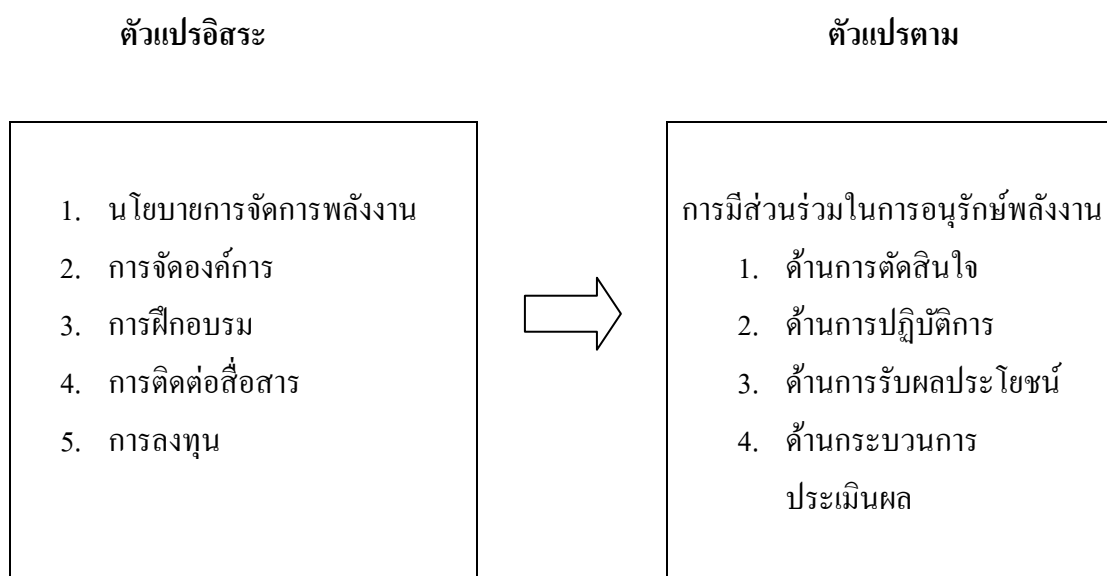 ตัวแปรอิสระ
ตัวแปรตาม
1. นโยบายการจัดการพลังงาน
2. การจัดองค์การ
3. การฝึกอบรม
4. การติดต่อสื่อสาร
5. การลงทุน
การมีส่วนร่วมในการอนุรักษ์พลังงาน
1. ด้านการตัดสินใจ
2. ด้านการปฏิบัติการ
3. ด้านการรับผลประโยชน์
4. ด้านกระบวนการ
ประเมินผล